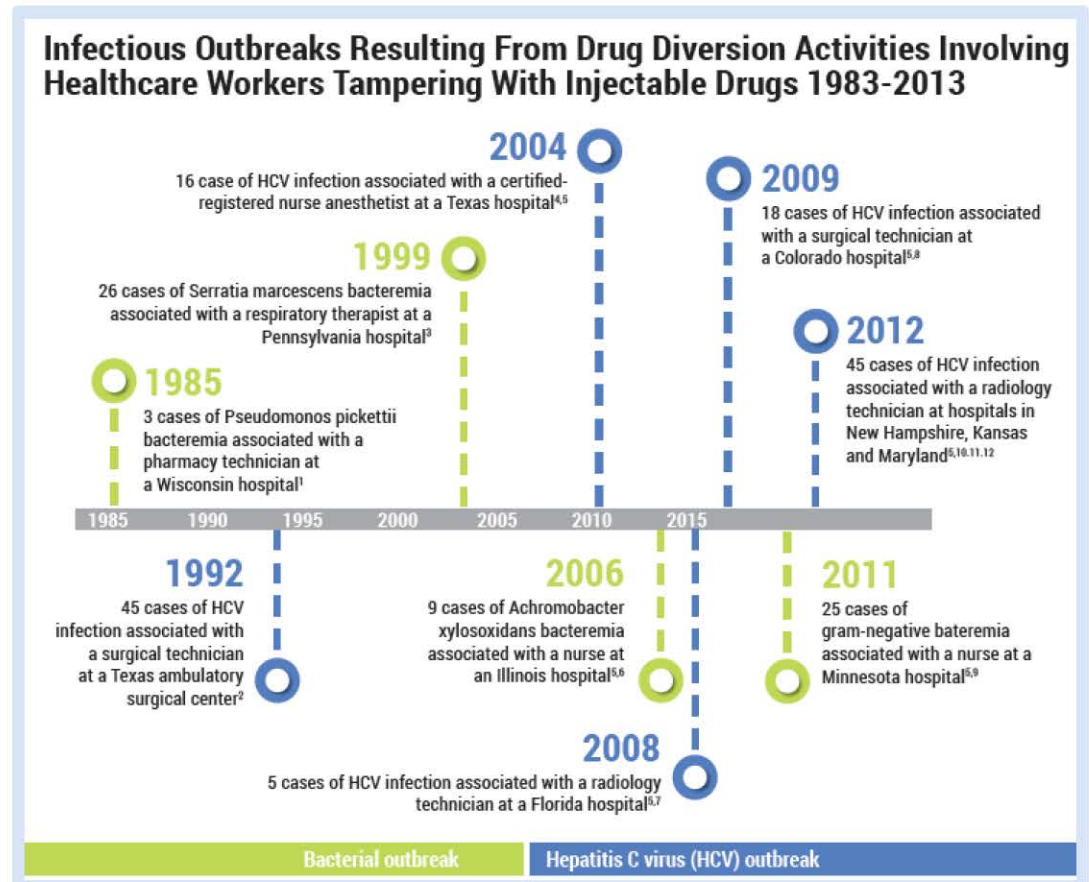 Infectious Outbreaks Resulting From Drug Diversion Activities Involving
Healthcare Workers Tampering With Injectable Drugs 1983-2013
2004
16 case of HCV infection associated with a certified-
registered nurse anesthetist at a Texas hospital4,5
2009
18 cases of HCV infection associated
with a surgical technician at
a Colorado hospital5,8
1999
26 cases of Serratia marcescens bacteremia
associated with a respiratory therapist at a
Pennsylvania hospital3
2012
45 cases of HCV infection
associated with a radiology
technician at hospitals in
New Hampshire, Kansas
and Maryland5,10.11.12
1985
3 cases of Pseudomonos pickettii
bacteremia associated with a
pharmacy technician at
a Wisconsin hospital1
1985 1990 1995 2000 2005 2010 2015
1992
45 cases of HCV
infection associated with
a surgical technician
at a Texas ambulatory
surgical center2
2006
9 cases of Achromobacter
xylosoxidans bacteremia
associated with a nurse at
an Illinois hospital5,6
2011
25 cases of
gram-negative bateremia
associated with a nurse at a
Minnesota hospital5,9
2008
5 cases of HCV infection associated with a radiology
technician at a Florida hospital5,7
Bacterial outbreak
Hepatitis C virus (HCV) outbreak